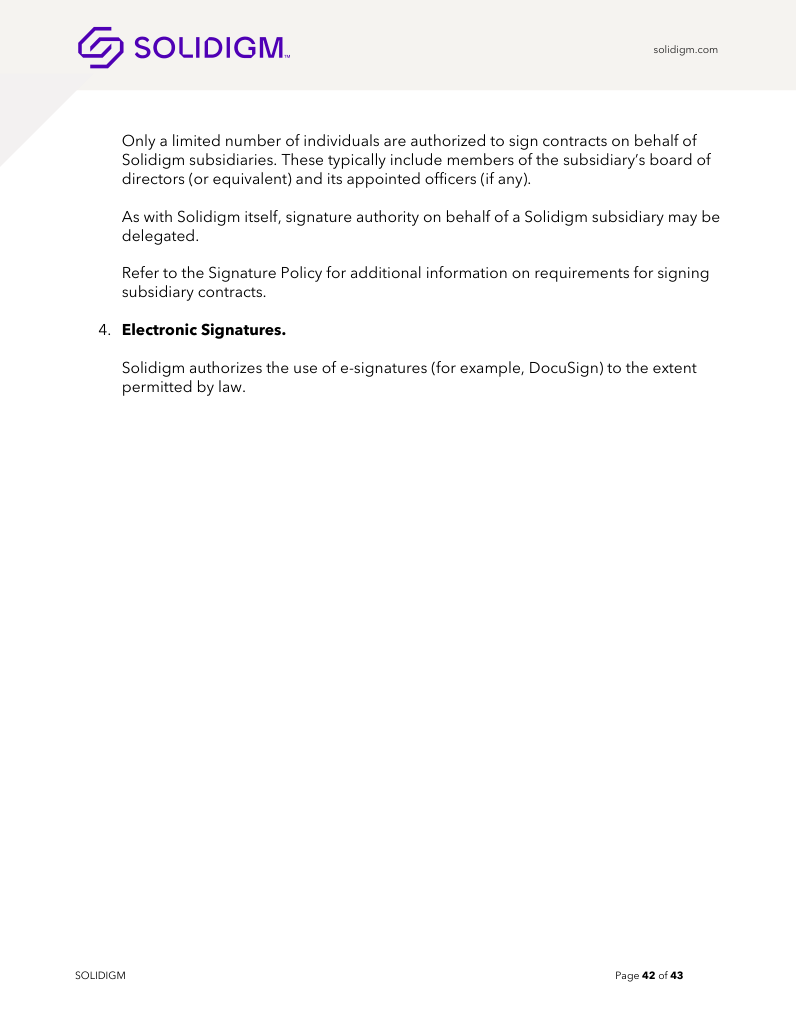 SOLIDIGM™
solidigm.com
Only a limited number of individuals are authorized to sign contracts on behalf of
Solidigm subsidiaries. These typically include members of the subsidiary’s board of
directors (or equivalent) and its appointed officers (if any).
As with Solidigm itself, signature authority on behalf of a Solidigm subsidiary may be
delegated.
Refer to the Signature Policy for additional information on requirements for signing
subsidiary contracts.
4. Electronic Signatures.
Solidigm authorizes the use of e-signatures (for example, DocuSign) to the extent
permitted by law.
SOLIDIGM
Page 42 of 43